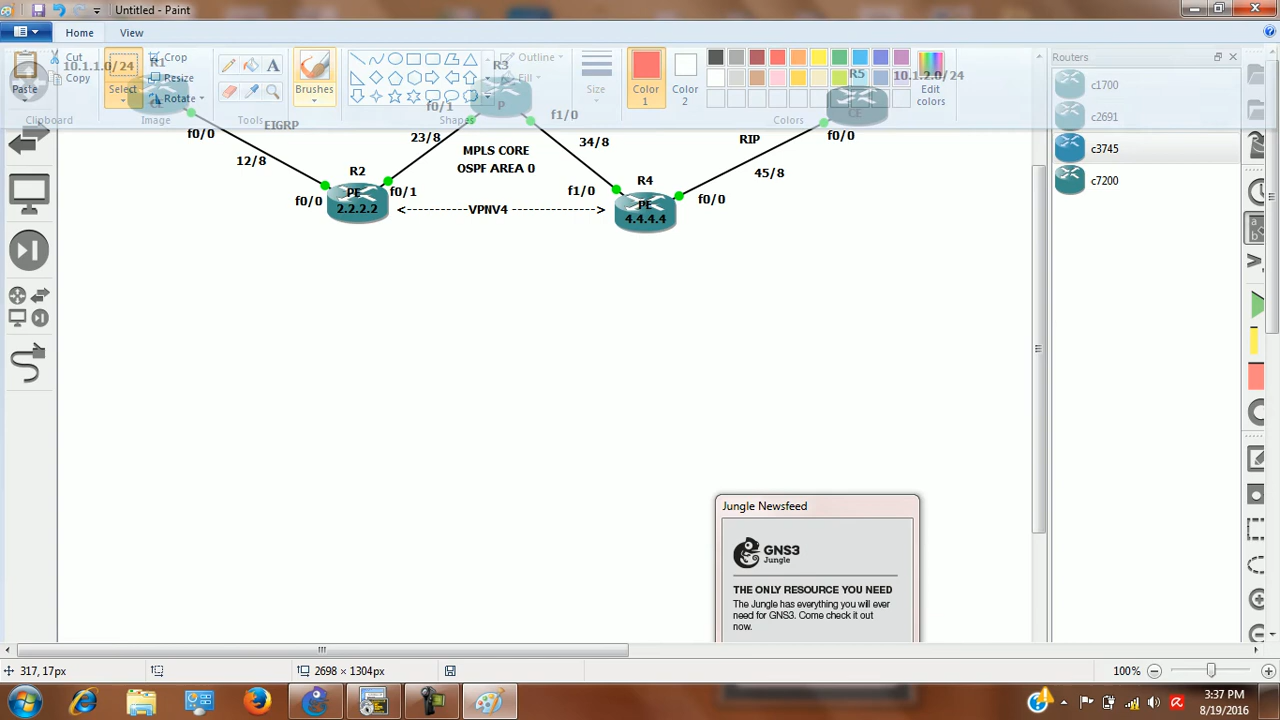 Untitled - Paint
Home
View
Paste
Cut
Copy
Clipboard
10.1.1.0/24
R1
Select
Crop
Resize
Rotate
Image
EIGRP
Tools
Brushes
Shapes
Outline
Fill
R3
P
Size
Color
1
Color
2
Edit
colors
Colors
R5
CE
10.1.2.0/24
f0/1
f1/0
f0/0
f0/0
12/8
23/8
34/8
RIP
45/8
MPLS CORE
OSPF AREA 0
R2
PE
2.2.2.2
f0/0
f0/1
<----------VPNV4 ------------>
R4
PE
4.4.4.4
f1/0
f0/0
Routers
c1700
c2691
c3745
c7200
Jungle Newsfeed
GNS3
Jungle
THE ONLY RESOURCE YOU NEED
The Jungle has everything you will ever
need for GNS3. Come check it out
now.
317, 17px
2698 × 1304px
100%
3:37 PM
8/19/2016